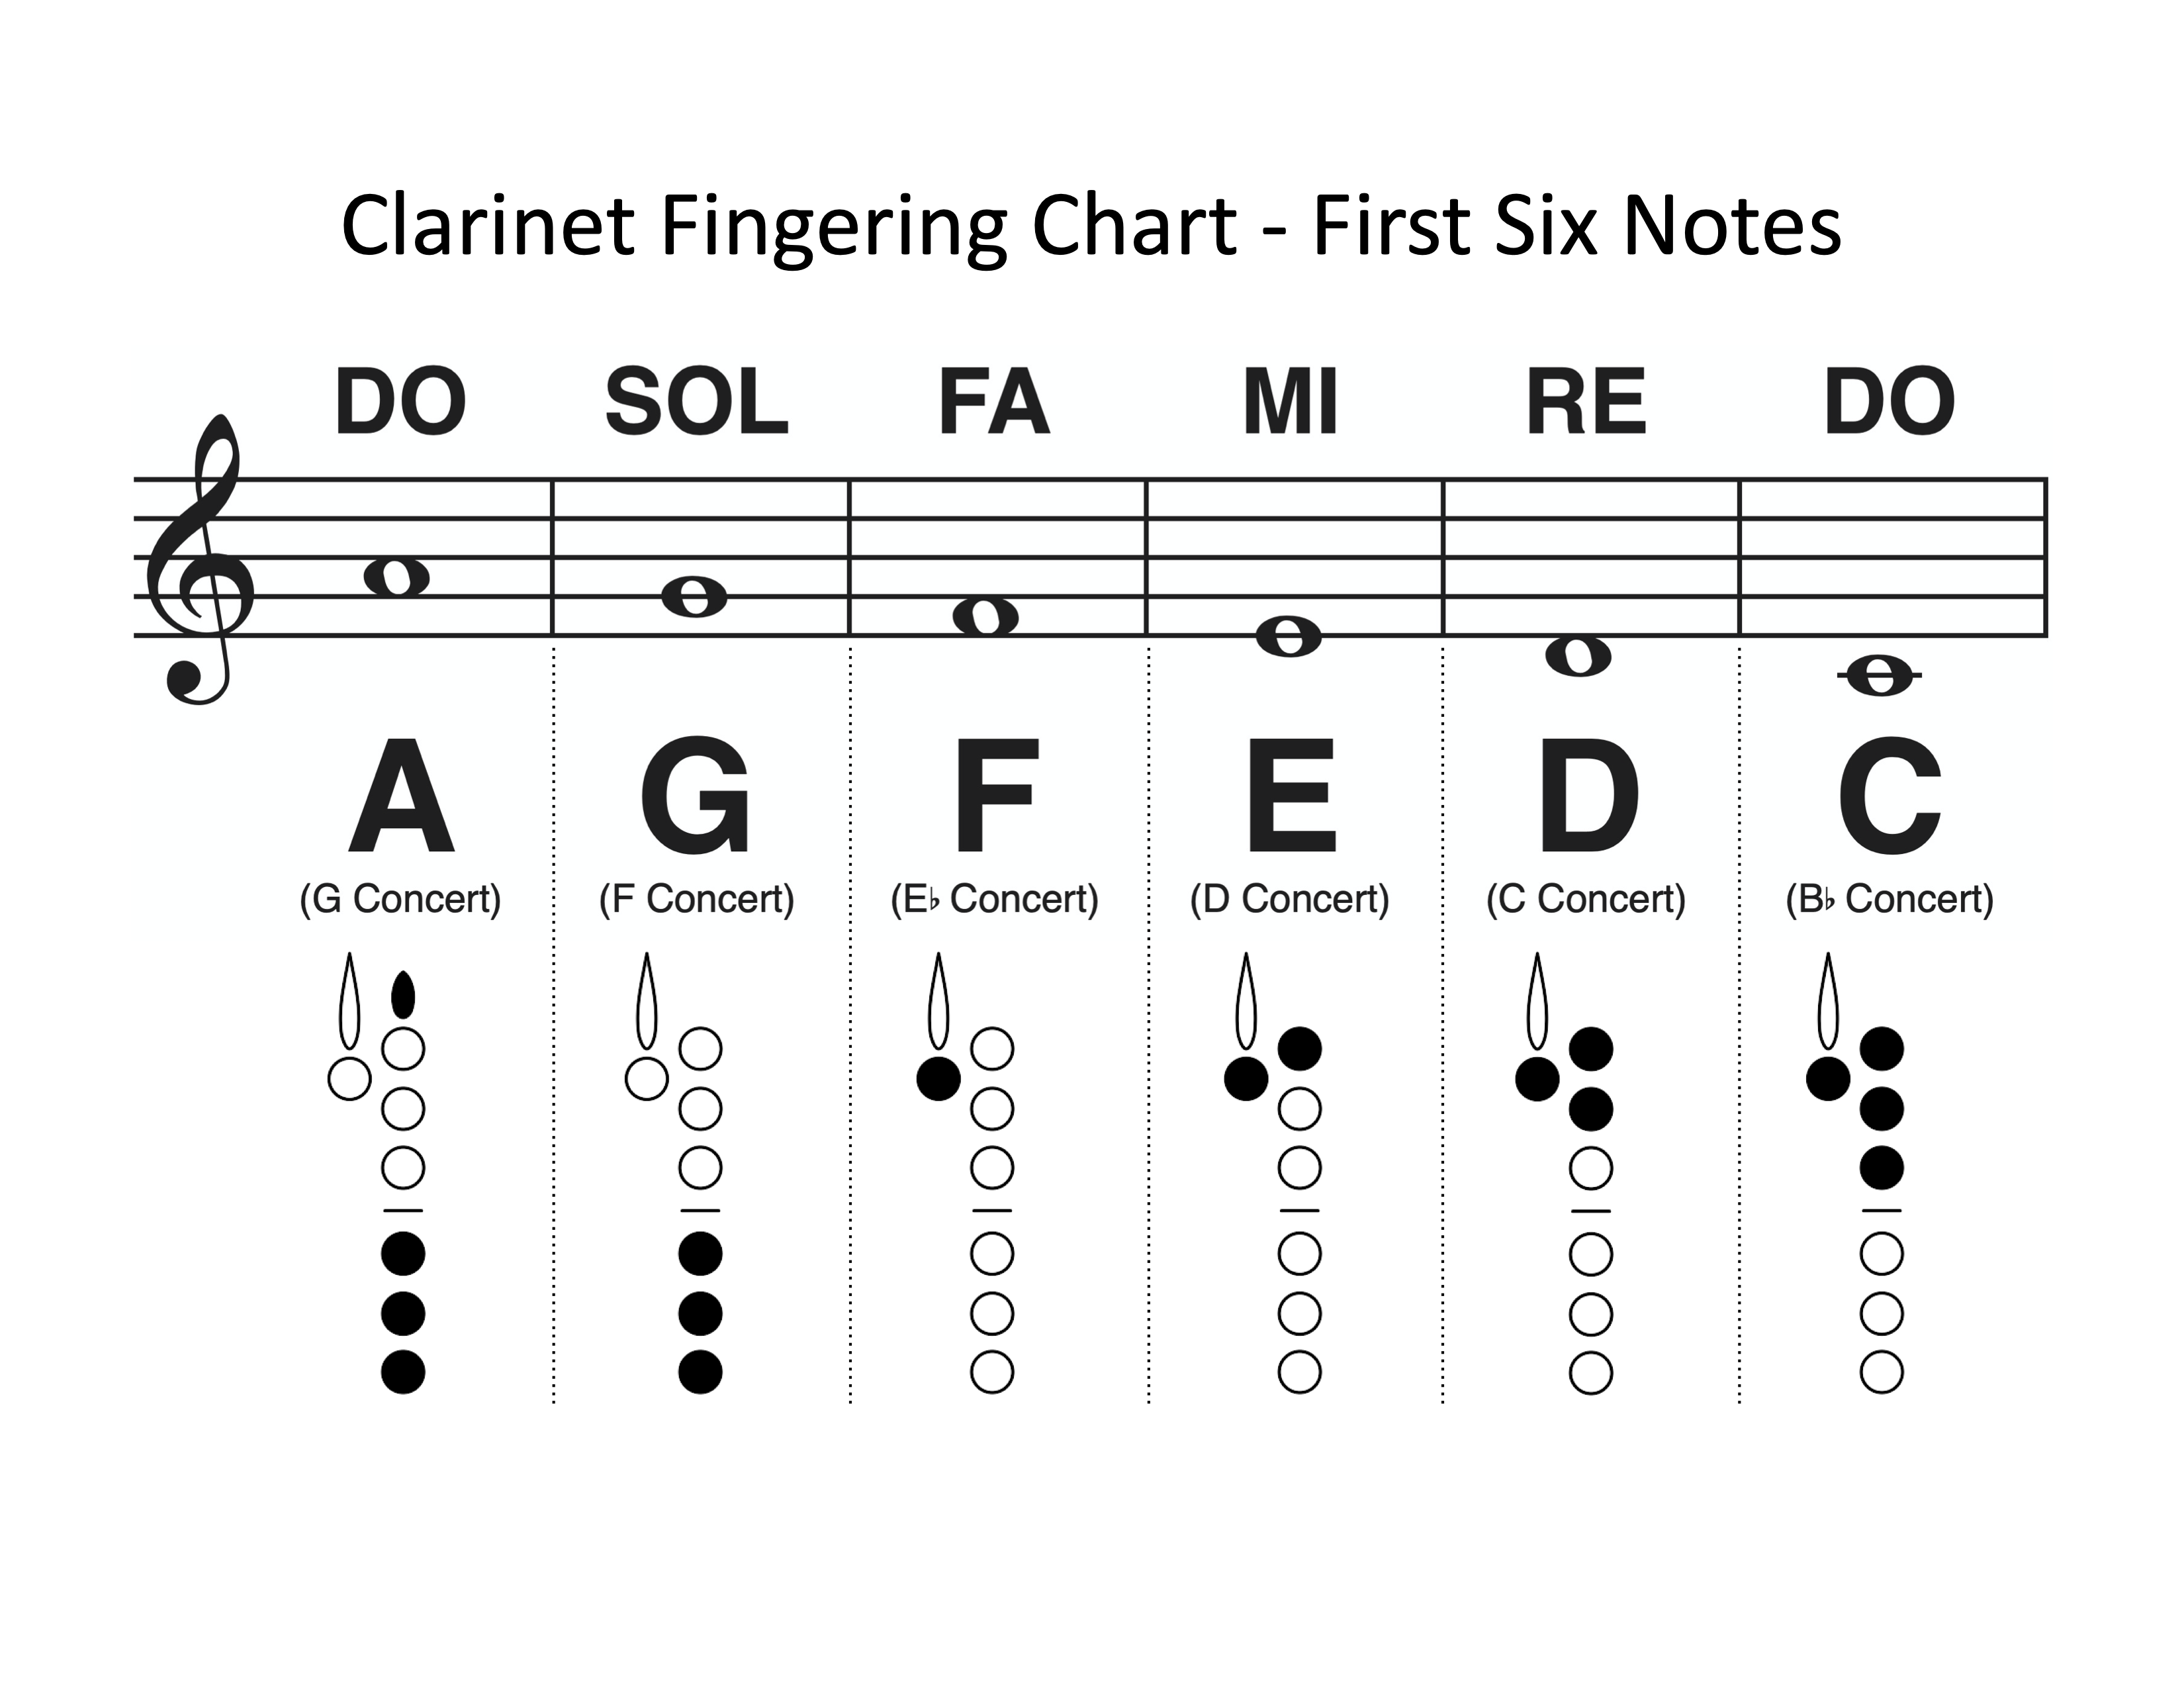 Clarinet Fingering Chart - First Six Notes
DO SOL FA MI RE DO
A G F E D C
(G Concert) (F Concert) (E♭ Concert) (D Concert) (C Concert) (B♭ Concert)